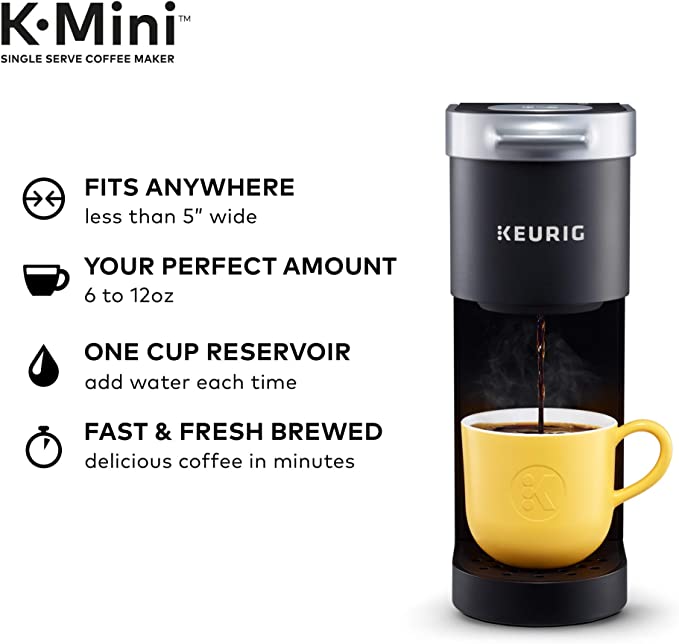 K•Mini™
SINGLE SERVE COFFEE MAKER
FITS ANYWHERE
less than 5” wide
YOUR PERFECT AMOUNT
6 to 12oz
ONE CUP RESERVOIR
add water each time
FAST & FRESH BREWED
delicious coffee in minutes
KEURIG
K